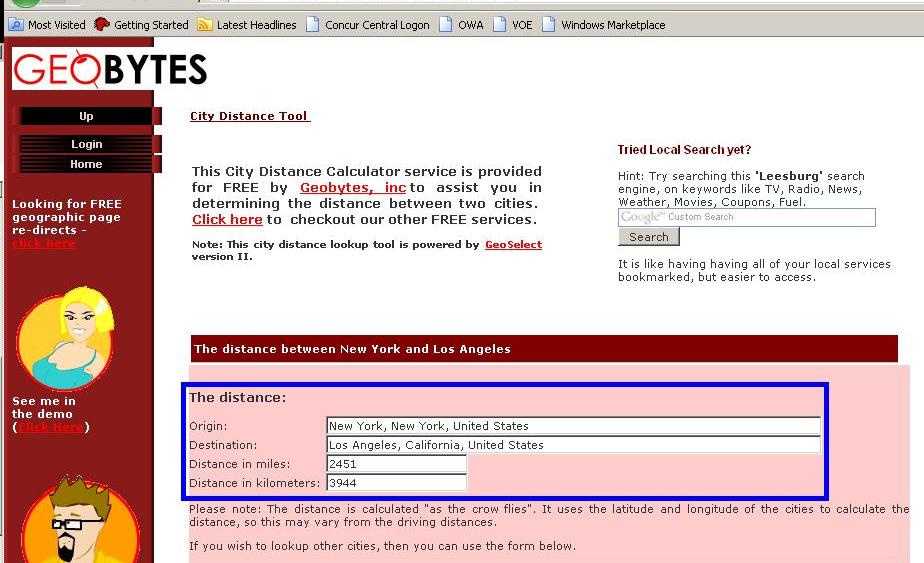 Most Visited Getting Started Latest Headlines Concur Central Logon OWA VOE Windows Marketplace
GEOBYTES
Up
Login
Home
Looking for FREE
geographic page
re-directs -
click here
See me in
the demo
(Click Here)
City Distance Tool
This City Distance Calculator service is provided
for FREE by Geobytes, inc to assist you in
determining the distance between two cities.
Click here to checkout our other FREE services.
Note: This city distance lookup tool is powered by GeoSelect
version II.
Tried Local Search yet?
Hint: Try searching this 'Leesburg' search
engine, on keywords like TV, Radio, News,
Weather, Movies, Coupons, Fuel.
Google™ Custom Search
Search
It is like having having all of your local services
bookmarked, but easier to access.
The distance between New York and Los Angeles
The distance:
Origin: New York, New York, United States
Destination: Los Angeles, California, United States
Distance in miles: 2451
Distance in kilometers: 3944
Please note: The distance is calculated "as the crow flies". It uses the latitude and longitude of the cities to calculate the
distance, so this may vary from the driving distances.
If you wish to lookup other cities, then you can use the form below.